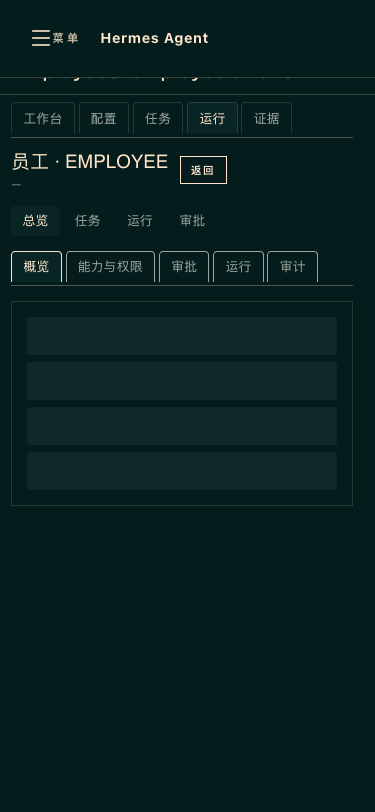 菜单 Hermes Agent
工作台 配置 任务 运行 证据
员工 · EMPLOYEE 返回
—
总览 任务 运行 审批
概览 能力与权限 审批 运行 审计